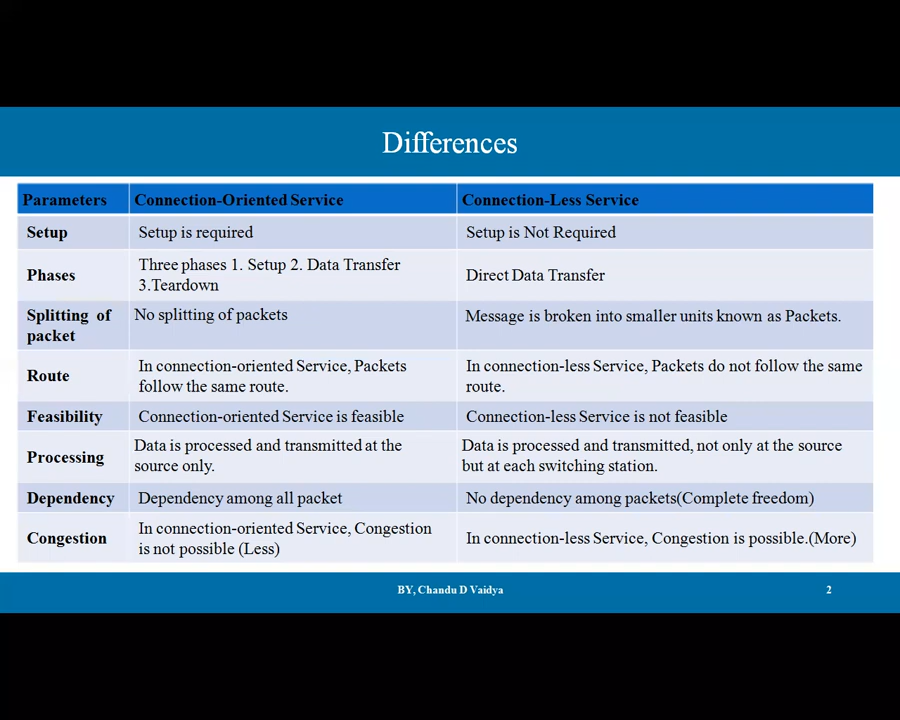 Differences
Parameters
Connection-Oriented Service
Connection-Less Service
Setup
Setup is required
Setup is Not Required
Phases
Three phases 1. Setup 2. Data Transfer
3.Teardown
Direct Data Transfer
Splitting of
packet
No splitting of packets
Message is broken into smaller units known as Packets.
Route
In connection-oriented Service, Packets
follow the same route.
In connection-less Service, Packets do not follow the same
route.
Feasibility
Connection-oriented Service is feasible
Connection-less Service is not feasible
Processing
Data is processed and transmitted at the
source only.
Data is processed and transmitted, not only at the source
but at each switching station.
Dependency
Dependency among all packet
No dependency among packets(Complete freedom)
Congestion
In connection-oriented Service, Congestion
is not possible (Less)
In connection-less Service, Congestion is possible.(More)
BY, Chandu D Vaidya
2